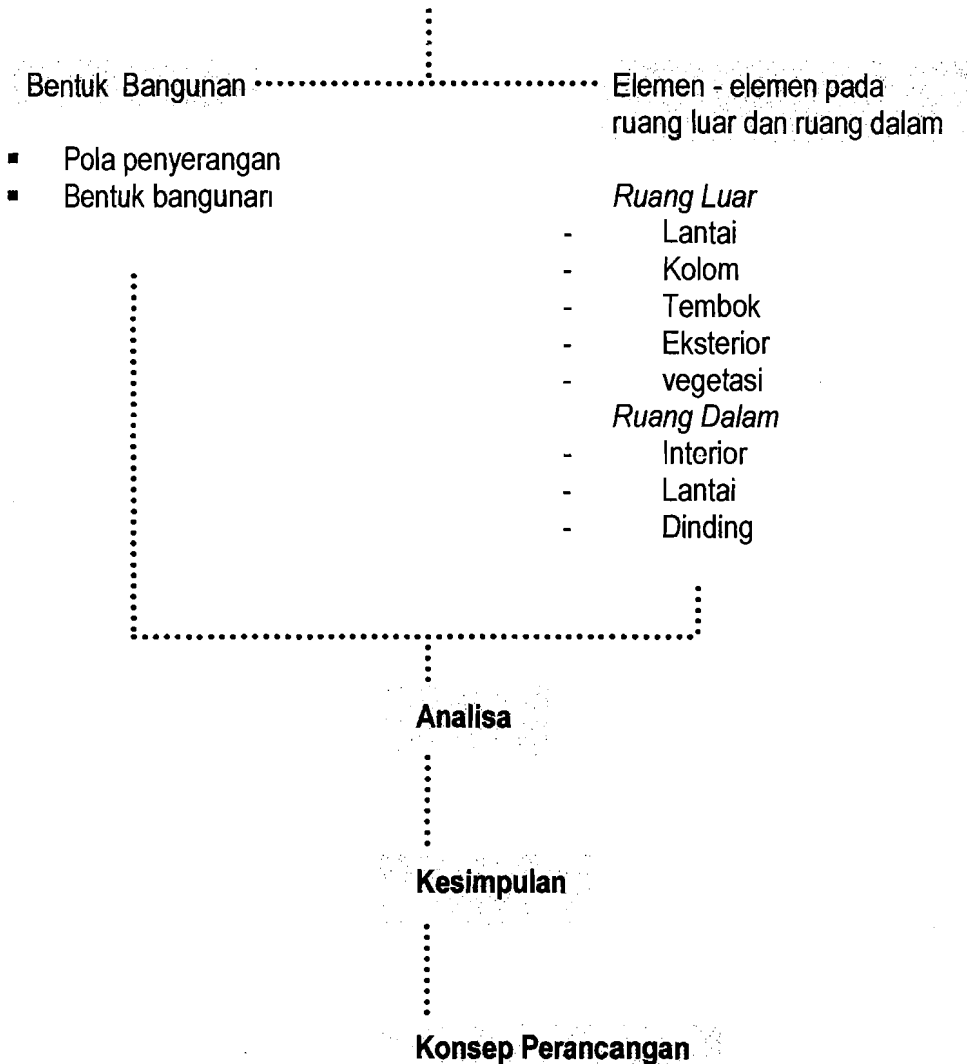 Bentuk Bangunan
▪ Pola penyerangan
▪ Bentuk bangunan
Elemen - elemen pada
ruang luar dan ruang dalam
Ruang Luar
- Lantai
- Kolom
- Tembok
- Eksterior
- vegetasi
Ruang Dalam
- Interior
- Lantai
- Dinding
Analisa
Kesimpulan
Konsep Perancangan